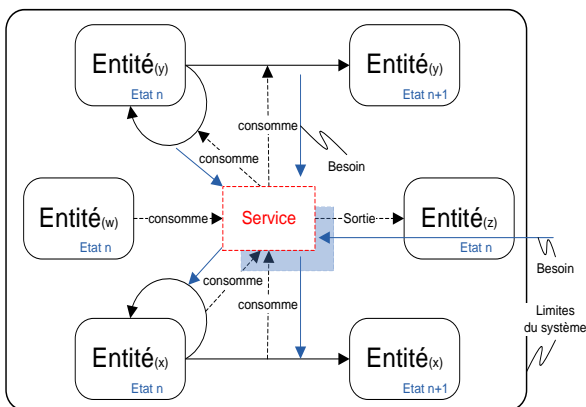 Entité(y)
Etat n
Entité(y)
Etat n+1
consomme
consomme
Besoin
Entité(w)
Etat n
consomme
Service
Sortie
Entité(z)
Etat n
Besoin
consomme
consomme
Limites
du système
Entité(x)
Etat n
Entité(x)
Etat n+1